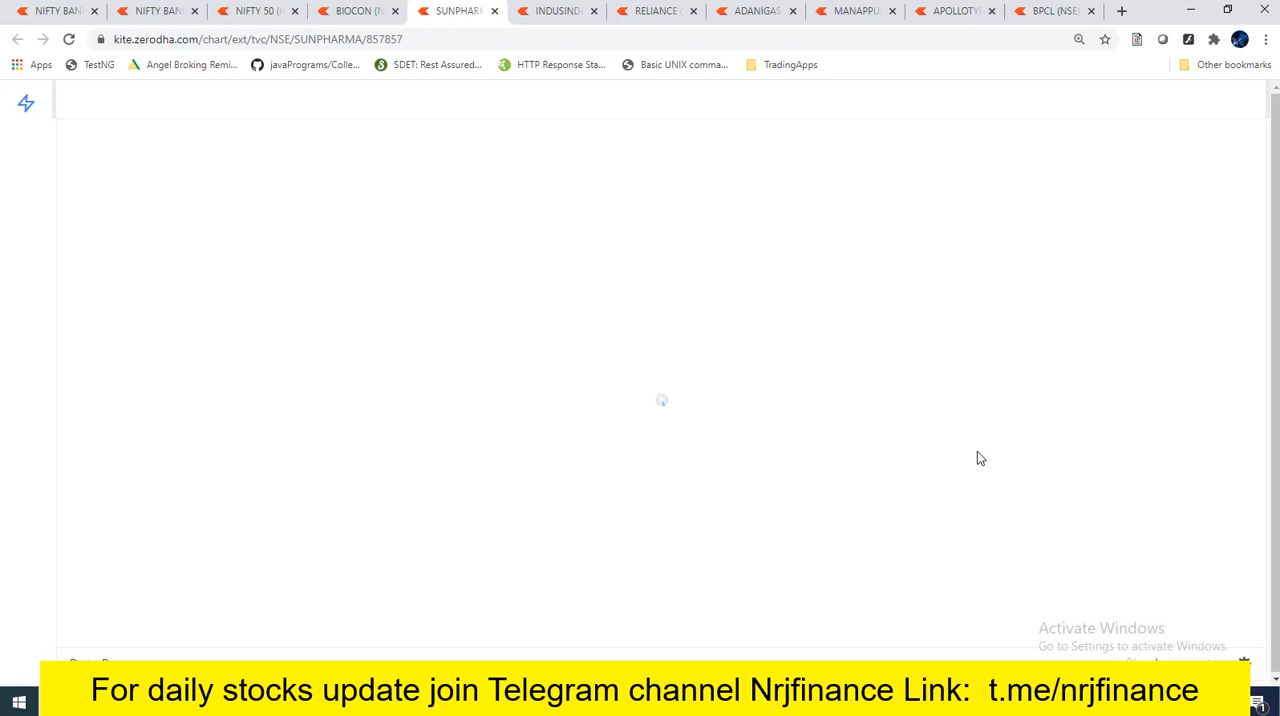 NIFTY BAN NIFTY BAN NIFTY 50 (I BIOCON (N SUNPHAR INDUSIND RELIANCE ( ADANIGAS MANAPPU APOLLOTY BPCL (NSE)
kite.zerodha.com/chart/ext/tvc/NSE/SUNPHARMA/857857
Apps TestNG Angel Broking Remi... javaPrograms/Colle... SDET: Rest Assured... HTTP Response Sta... Basic UNIX comma... TradingApps Other bookmarks
Activate Windows
Go to Settings to activate Windows.
For daily stocks update join Telegram channel Nrjfinance Link: t.me/nrjfinance
1